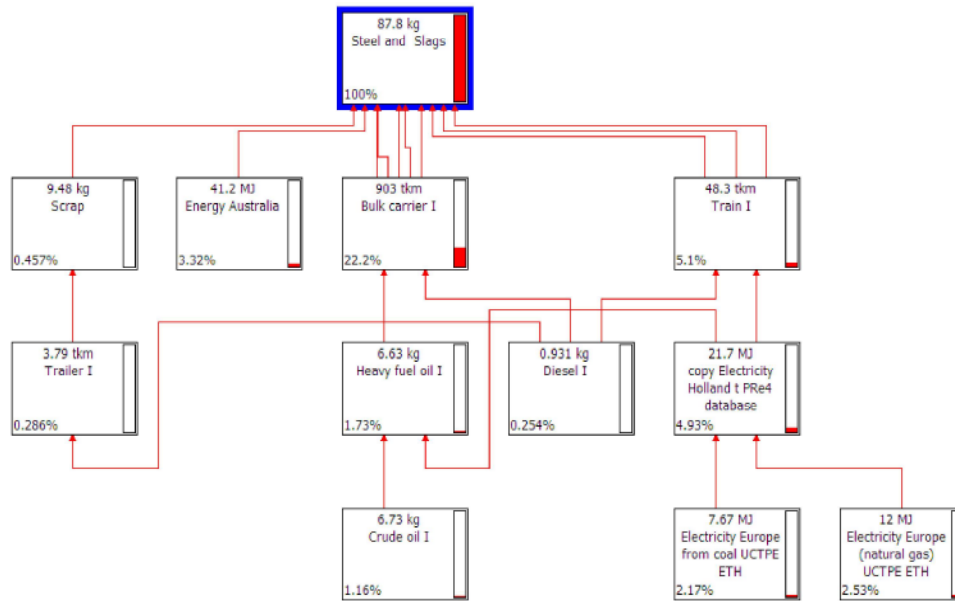 87.8 kg
Steel and Slags
100%
9.48 kg
Scrap
0.457%
41.2 MJ
Energy Australia
3.32%
903 tkm
Bulk carrier I
22.2%
48.3 tkm
Train I
5.1%
3.79 tkm
Trailer I
0.286%
6.63 kg
Heavy fuel oil I
1.73%
0.931 kg
Diesel I
0.254%
21.7 MJ
copy Electricity
Holland t PRe4
database
4.93%
6.73 kg
Crude oil I
1.16%
7.67 MJ
Electricity Europe
from coal UCTPE
ETH
2.17%
12 MJ
Electricity Europe
(natural gas)
UCTPE ETH
2.53%